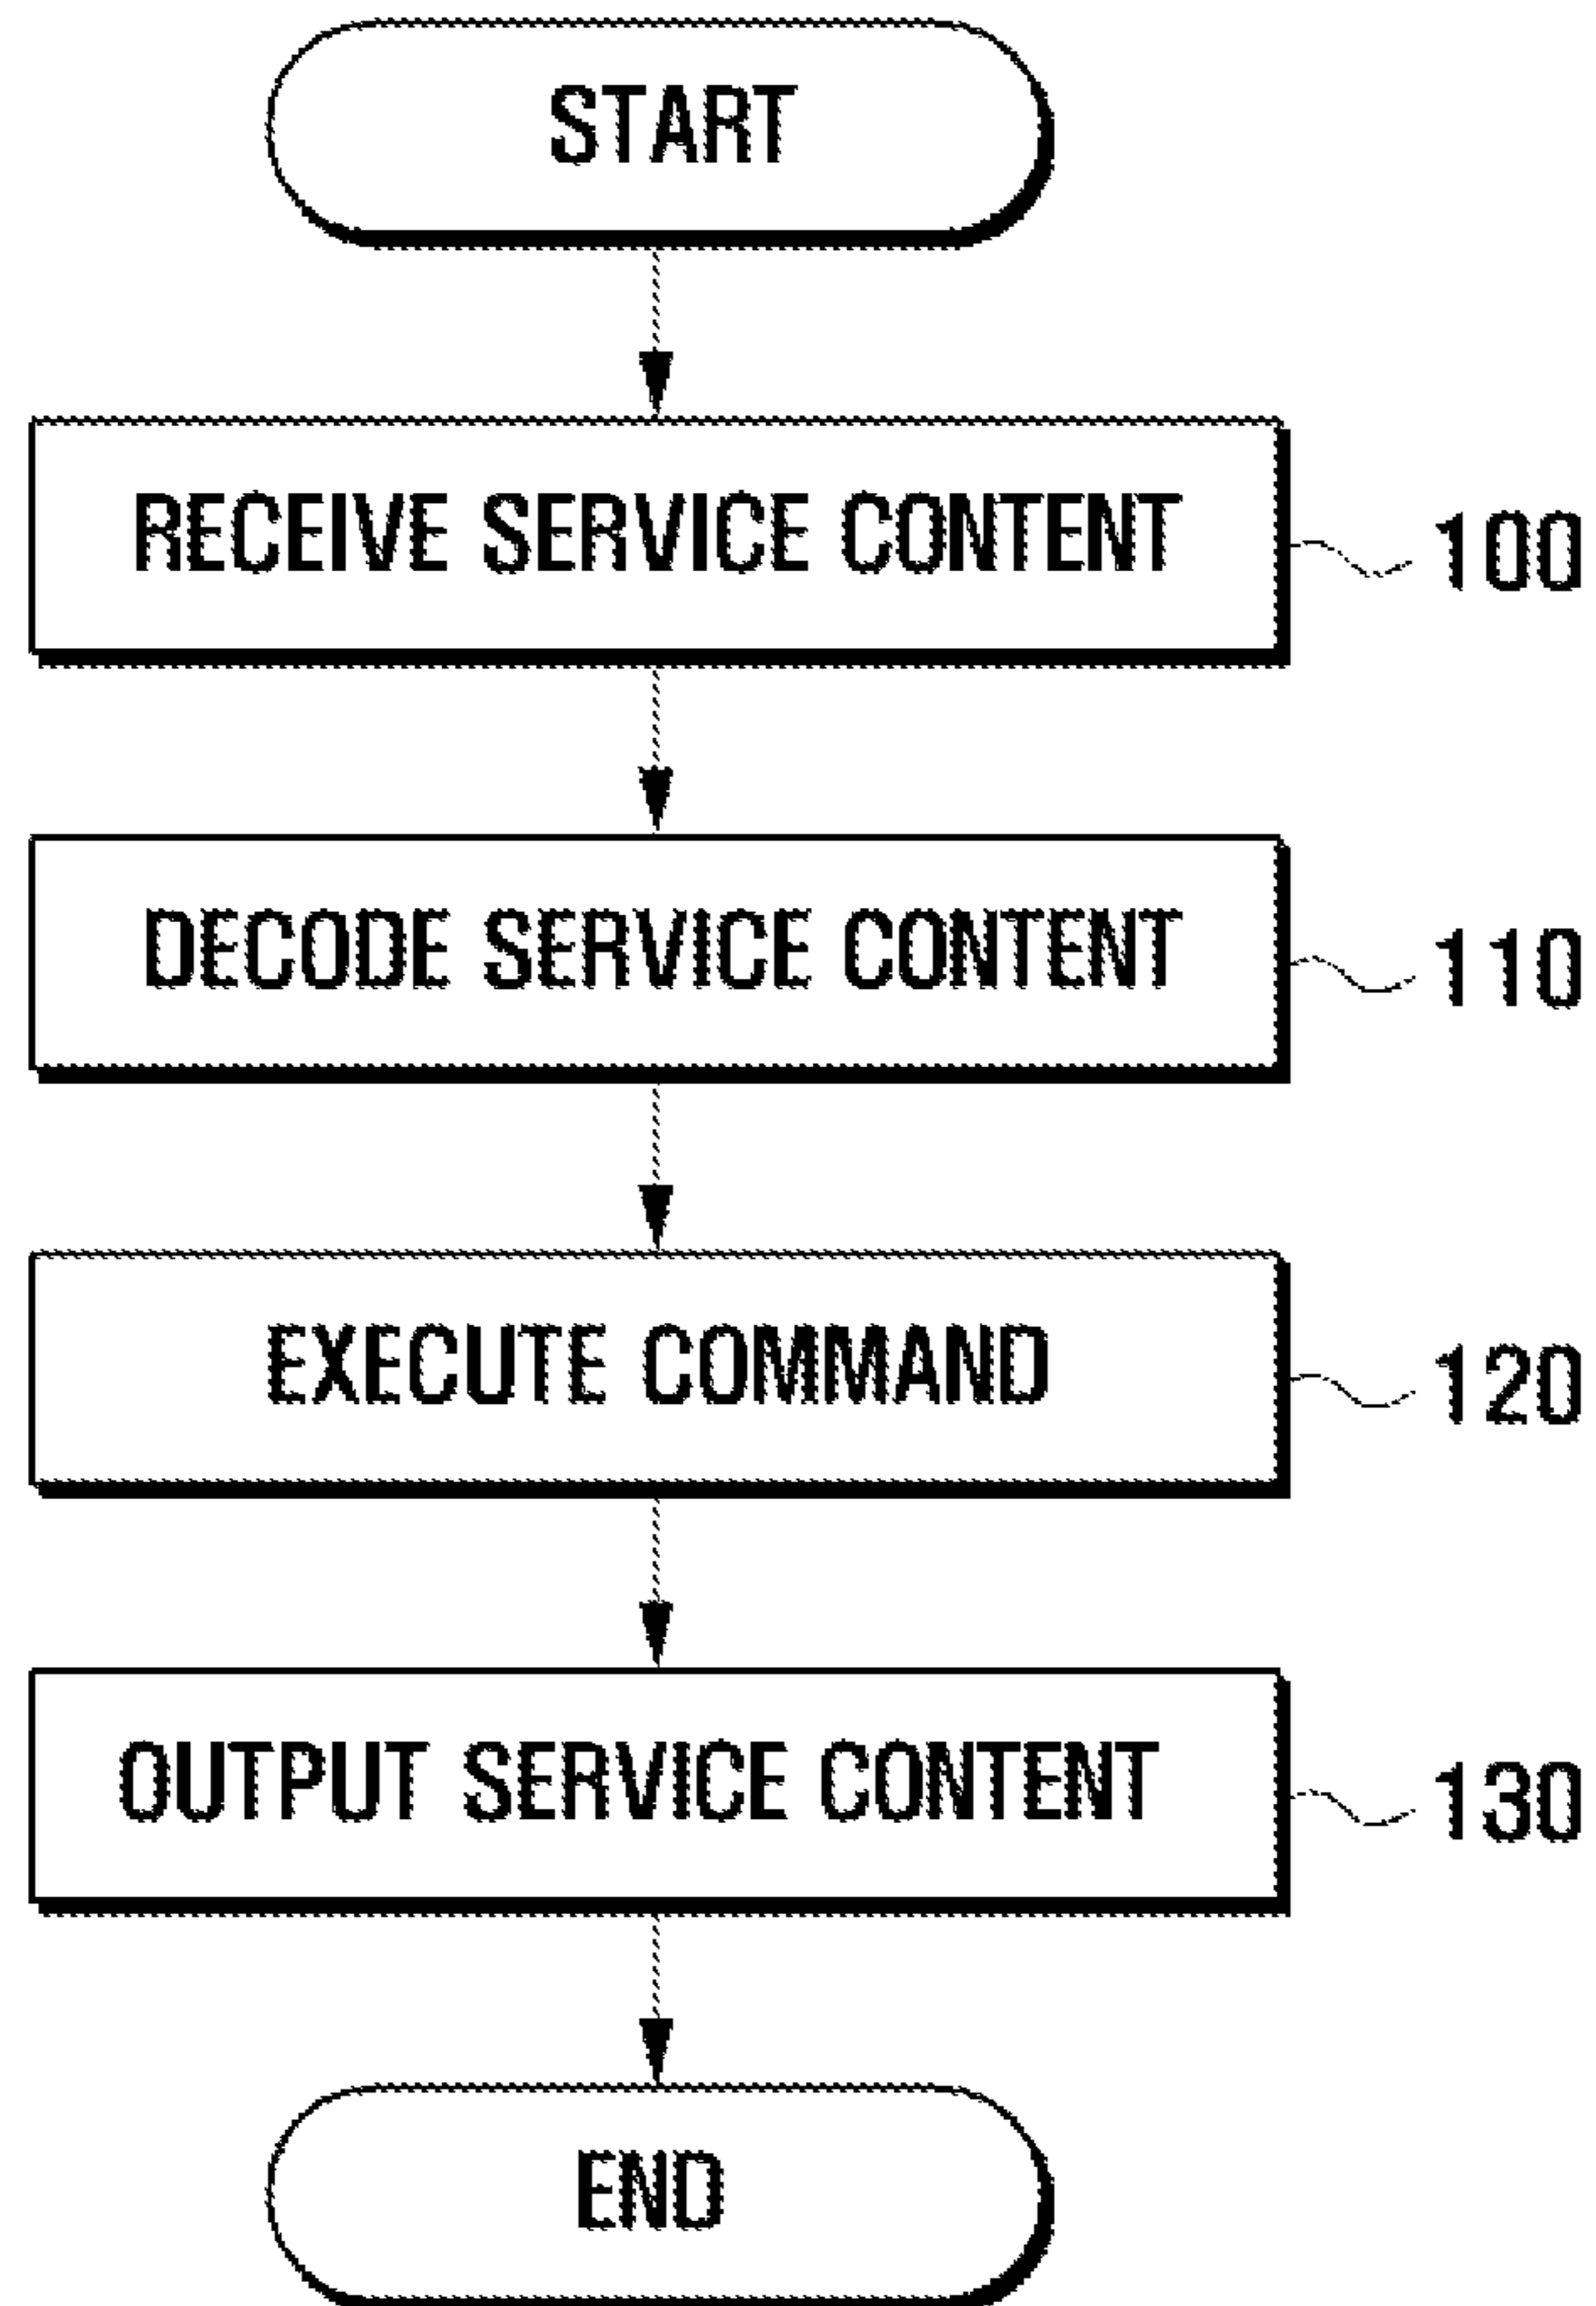 START
RECEIVE SERVICE CONTENT
100
DECODE SERVICE CONTENT
110
EXECUTE COMMAND
120
OUTPUT SERVICE CONTENT
130
END